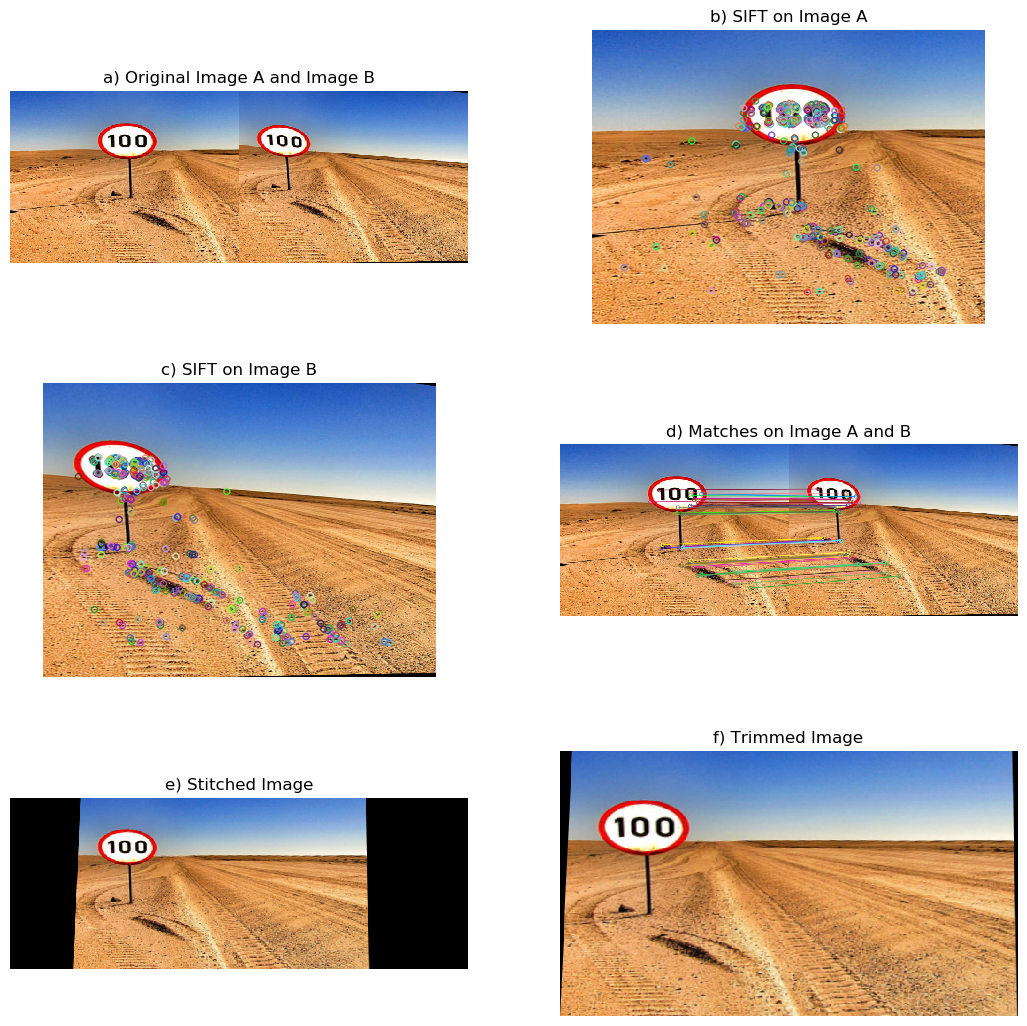 a) Original Image A and Image B
100
100
b) SIFT on Image A
c) SIFT on Image B
d) Matches on Image A and B
100
100
e) Stitched Image
100
f) Trimmed Image
100